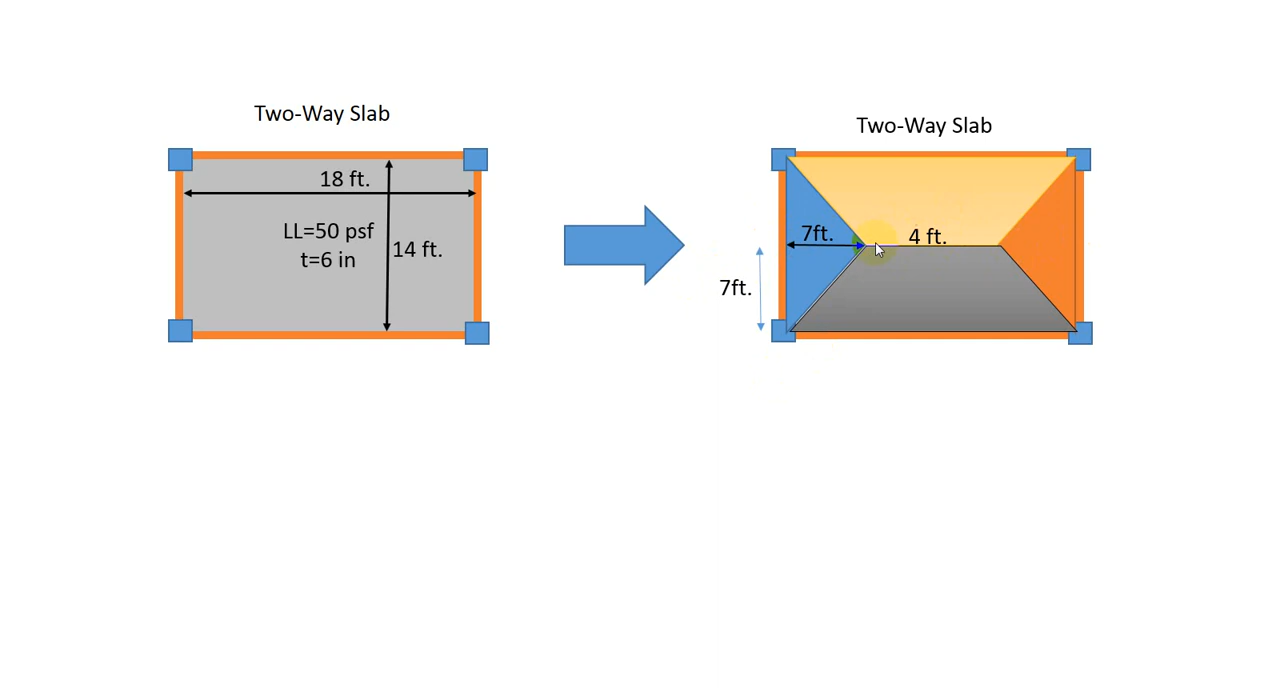 Two-Way Slab
18 ft.
LL=50 psf
t=6 in
14 ft.
Two-Way Slab
7ft.
4 ft.
7ft.